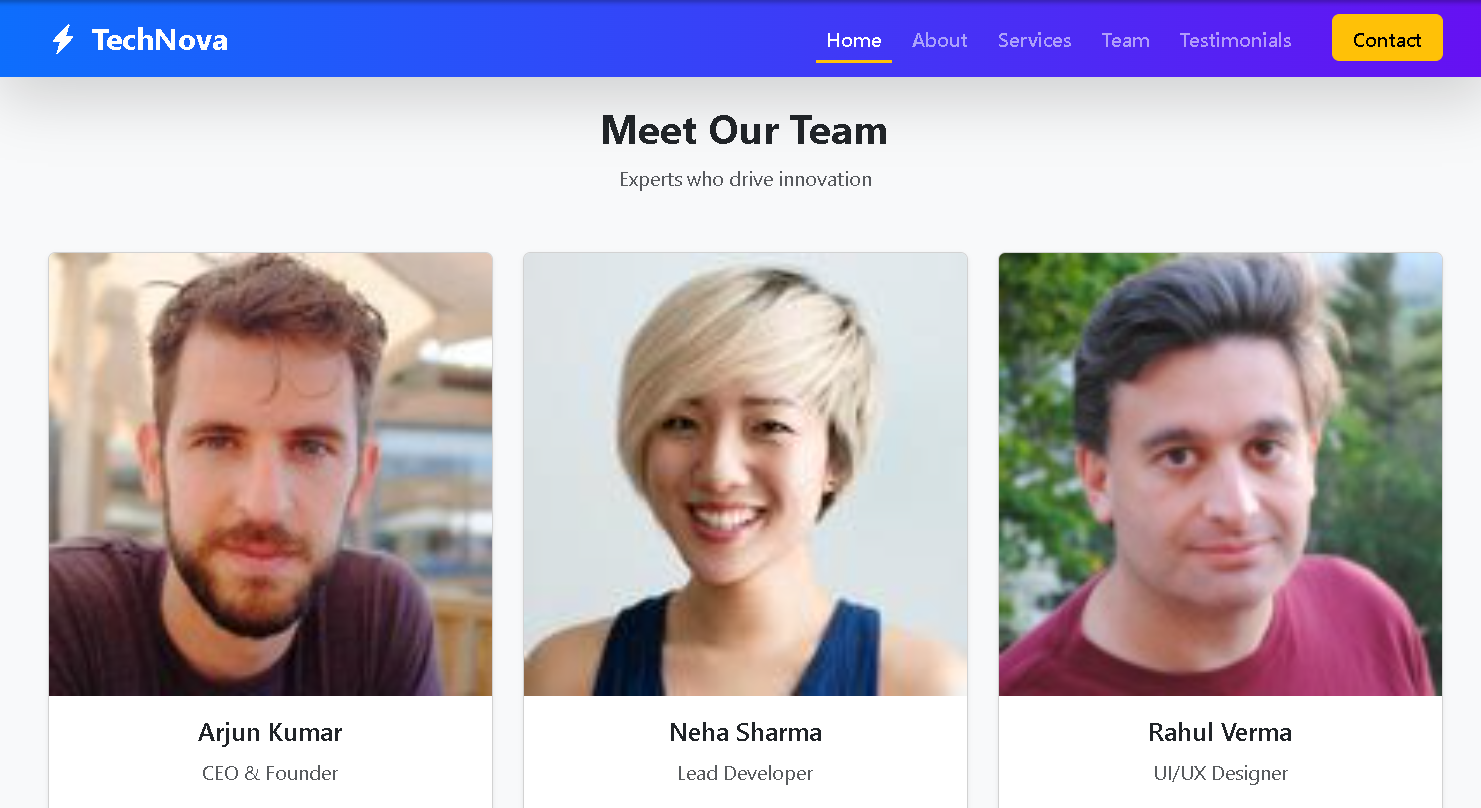 TechNova
Home About Services Team Testimonials Contact
Meet Our Team
Experts who drive innovation
Arjun Kumar Neha Sharma Rahul Verma
CEO & Founder Lead Developer UI/UX Designer